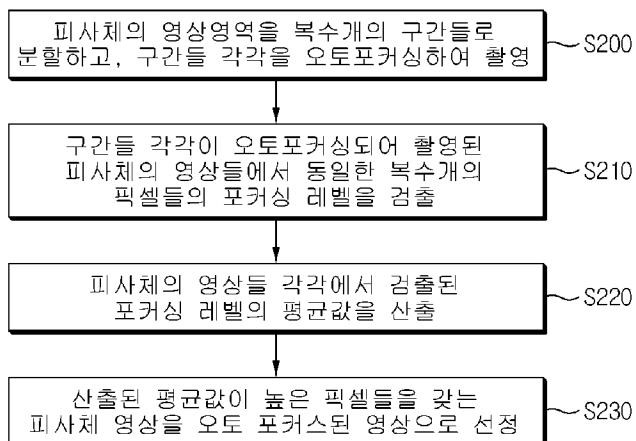 피사체의 영상영역을 복수개의 구간들로
분할하고, 구간들 각각을 오토포커싱하여 촬영
S200
구간들 각각이 오토포커싱되어 촬영된
피사체의 영상들에서 동일한 복수개의
픽셀들의 포커싱 레벨을 검출
S210
피사체의 영상들 각각에서 검출된
포커싱 레벨의 평균값을 산출
S220
산출된 평균값이 높은 픽셀들을 갖는
피사체 영상을 오토 포커스된 영상으로 선정
S230